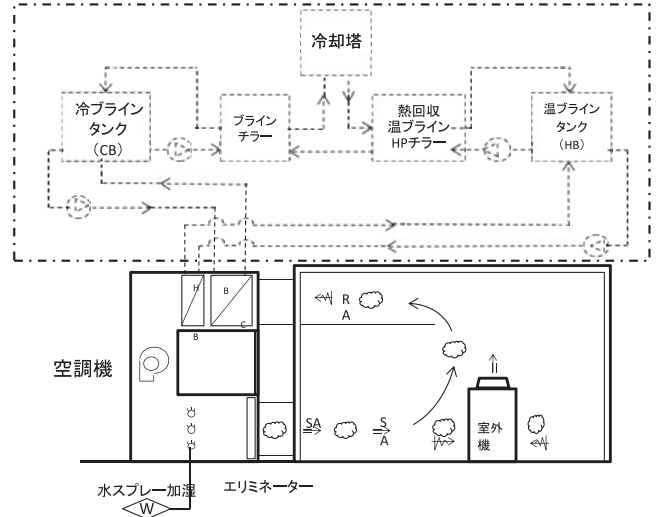 冷却塔
冷ブライン
タンク
（CB）
ブライン
チラー
熱回収
温ブライン
HPチラー
温ブライン
タンク
（HB）
H
B
B
C
R
A
空調機
SA
S
A
室外
機
水スプレー加湿
エリミネーター
W